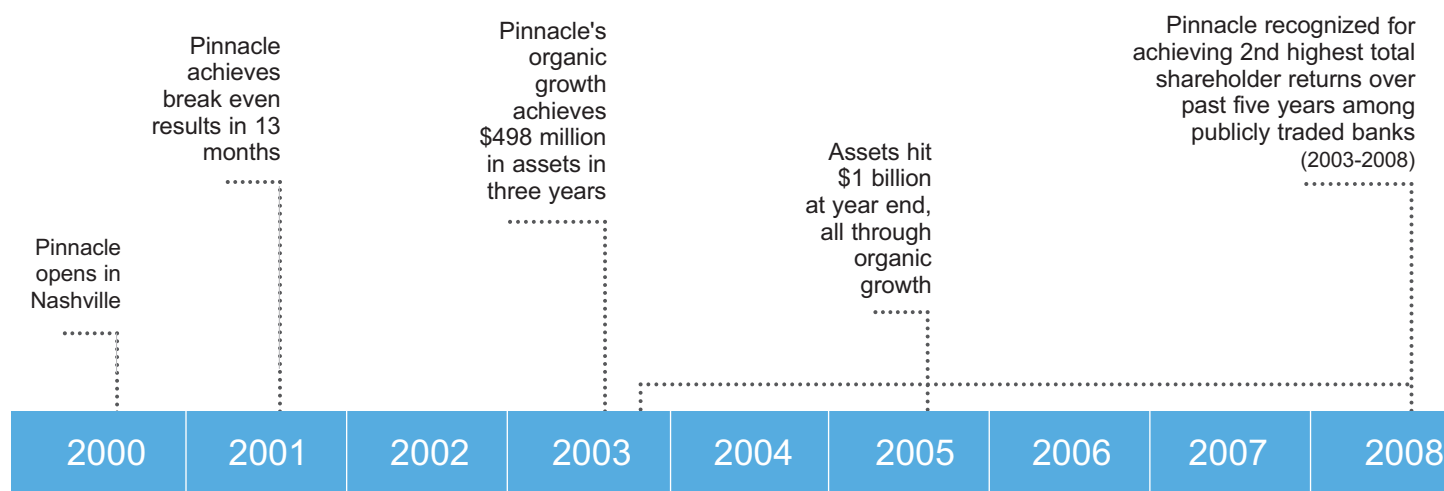 Pinnacle
opens in
Nashville
Pinnacle
achieves
break even
results in 13
months
Pinnacle's
organic
growth
achieves
$498 million
in assets in
three years
Assets hit
$1 billion
at year end,
all through
organic
growth
Pinnacle recognized for
achieving 2nd highest total
shareholder returns over
past five years among
publicly traded banks
(2003-2008)
2000 2001 2002 2003 2004 2005 2006 2007 2008